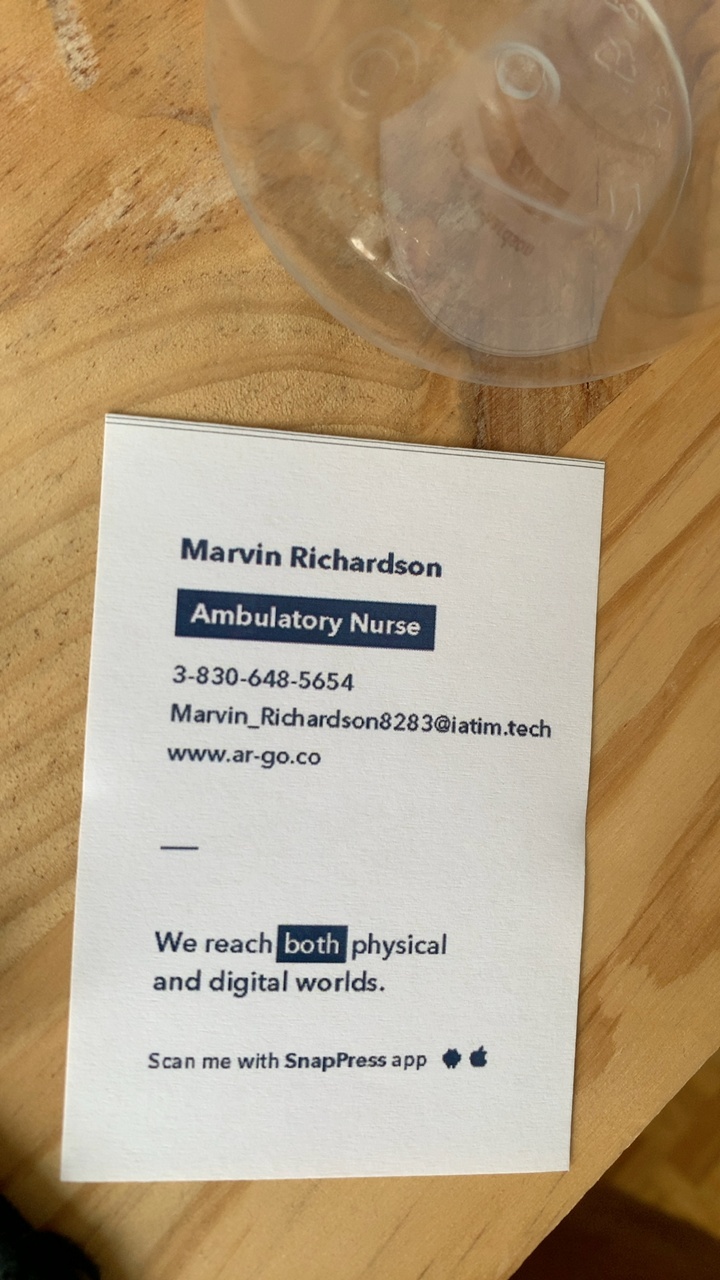 Marvin Richardson
Ambulatory Nurse
3-830-648-5654
Marvin_Richardson8283@iatim.tech
www.ar-go.co
We reach both physical
and digital worlds.
Scan me with SnapPress app